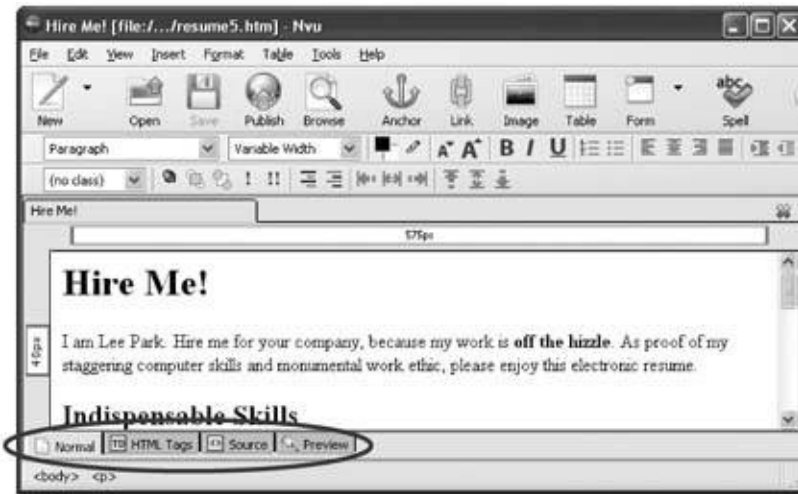 Hire Me! [file:/.../resume5.htm] - Nvu
File Edit View Insert Format Table Tools Help
New Open Save Publish Browse Anchor Link Image Table Form Spell
Paragraph Variable Width B I U
(no class) ! !!
Hire Me!
575px
Hire Me!
40px
I am Lee Park. Hire me for your company, because my work is off the hizzle. As proof of my
staggering computer skills and monumental work ethic, please enjoy this electronic resume.
Indispensable Skills
Normal TD HTML Tags Source Preview
<body> <p>